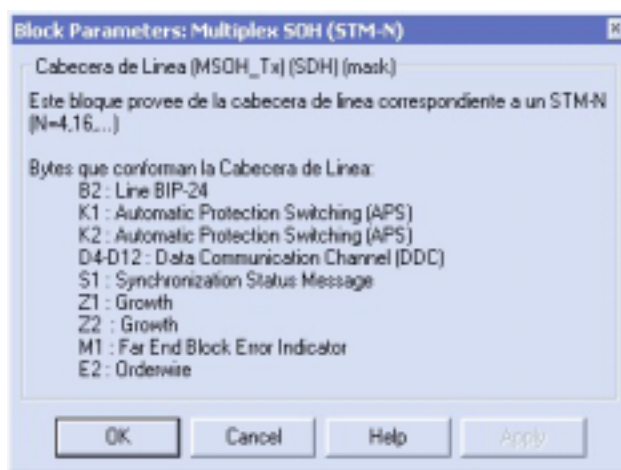 Block Parameters: Multiplex SOH (STM-N)
Cabecera de Linea (MSOH_Tx) (SDH) (mask)
Este bloque provee de la cabecera de linea correspondiente a un STM-N
(N=4,16,...)
Bytes que conforman la Cabecera de Linea:
B2 : Line BIP-24
K1 : Automatic Protection Switching (APS)
K2 : Automatic Protection Switching (APS)
D4-D12 : Data Communication Channel (DDC)
S1 : Synchronization Status Message
Z1 : Growth
Z2 : Growth
M1 : Far End Block Error Indicator
E2 : Orderwire
OK Cancel Help Apply